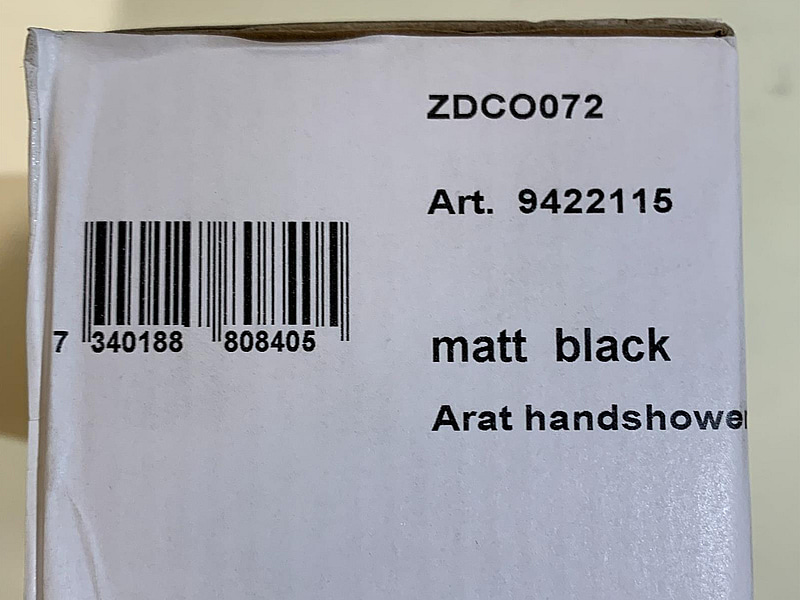 ZDCO072
Art. 9422115
7 340188 808405
matt black
Arat handshower